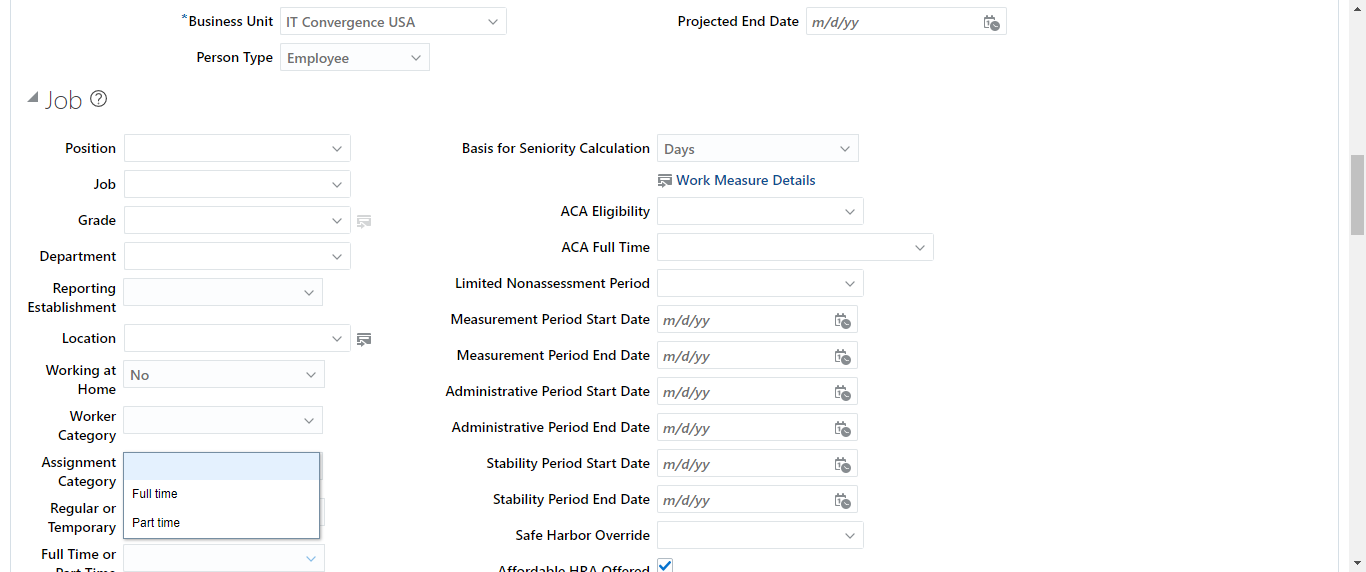 *Business Unit IT Convergence USA Projected End Date m/d/yy
Person Type Employee
Job ?
Position Basis for Seniority Calculation Days
Work Measure Details
Job
ACA Eligibility
Grade
ACA Full Time
Department
Reporting Limited Nonassessment Period
Establishment
Measurement Period Start Date m/d/yy
Location
Measurement Period End Date m/d/yy
Working at No
Home Administrative Period Start Date m/d/yy
Worker
Category Administrative Period End Date m/d/yy
Assignment Stability Period Start Date m/d/yy
Category
Full time
Stability Period End Date m/d/yy
Regular or
Temporary Part time
Safe Harbor Override
Full Time or
Part Time Affordable HRA Offered